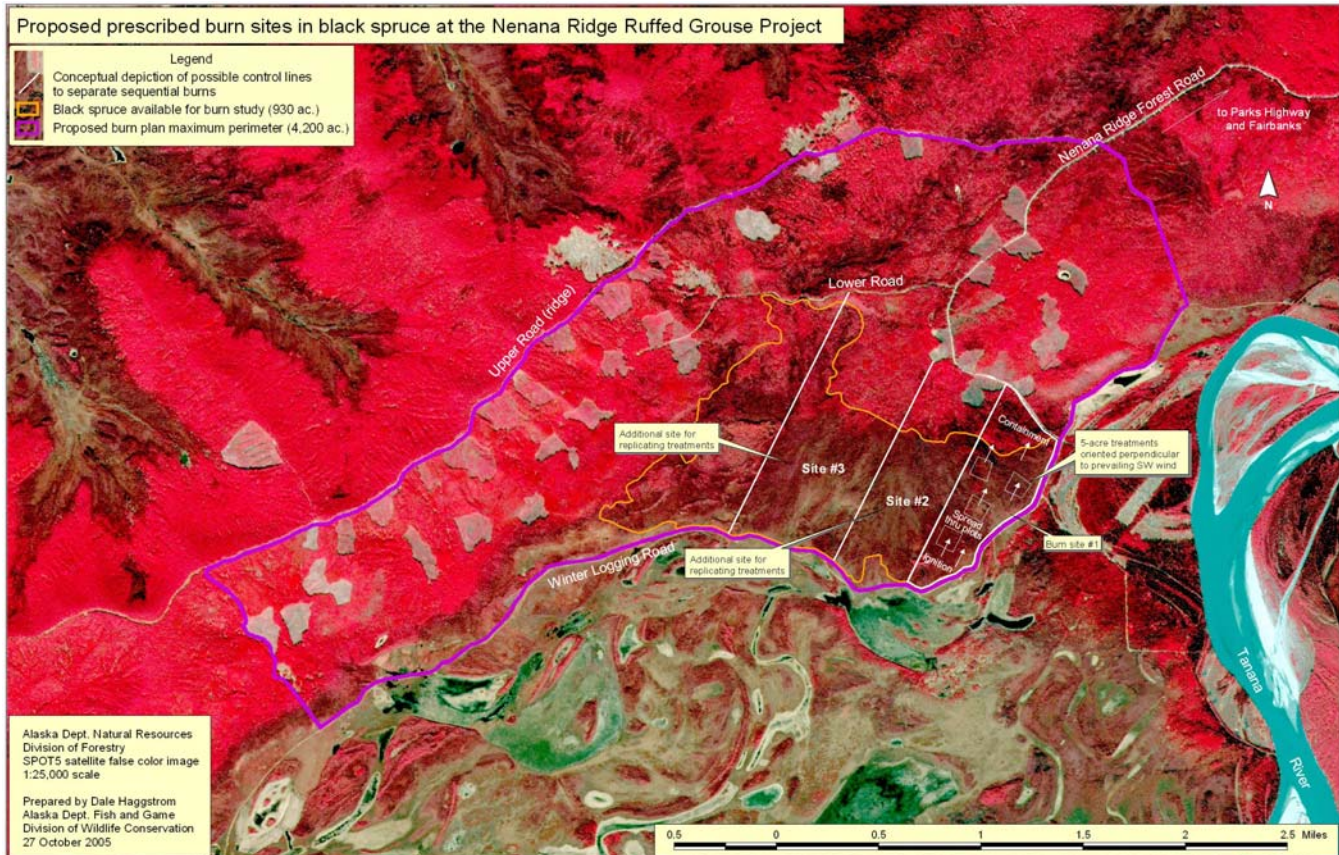 Proposed prescribed burn sites in black spruce at the Nenana Ridge Ruffed Grouse Project
Legend
Conceptual depiction of possible control lines
to separate sequential burns
Black spruce available for burn study (930 ac.)
Proposed burn plan maximum perimeter (4,200 ac.)
Nenana Ridge Forest Road
to Parks Highway
and Fairbanks
N
Upper Road (ridge)
Lower Road
Additional site for
replicating treatments
Containment
5-acre treatments
oriented perpendicular
to prevailing SW wind
Site #3
Site #2
Spread
thru plots
Ignition
Burn site #1
Winter Logging Road
Additional site for
replicating treatments
Tanana
River
Alaska Dept. Natural Resources
Division of Forestry
SPOT5 satellite false color image
1:25,000 scale
Prepared by Dale Haggstrom
Alaska Dept. Fish and Game
Division of Wildlife Conservation
27 October 2005
0.5 0 0.5 1 1.5 2 2.5 Miles